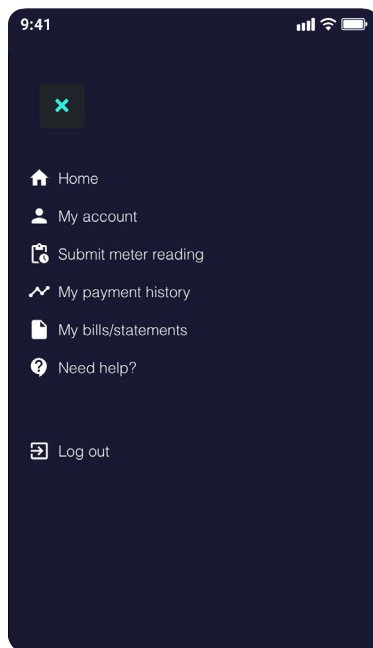 9:41
Home
My account
Submit meter reading
My payment history
My bills/statements
Need help?
Log out